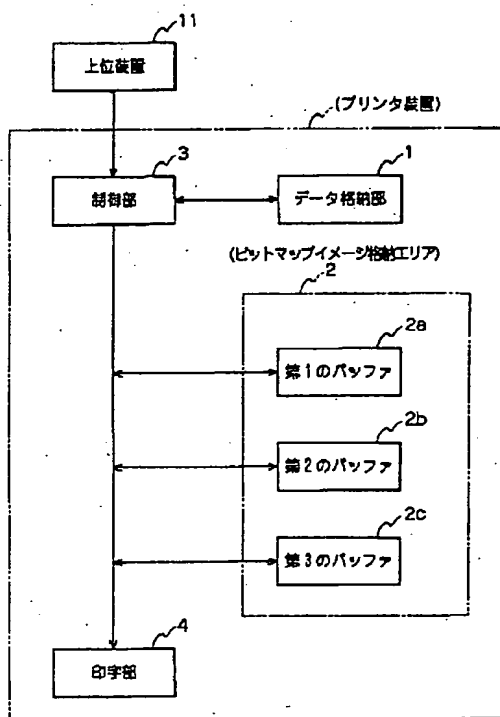 11
上位装置
(プリンタ装置)
3
1
制御部
データ格納部
(ビットマップイメージ格納エリア)
2
2a
第1のバッファ
2b
第2のバッファ
2c
第3のバッファ
4
印字部